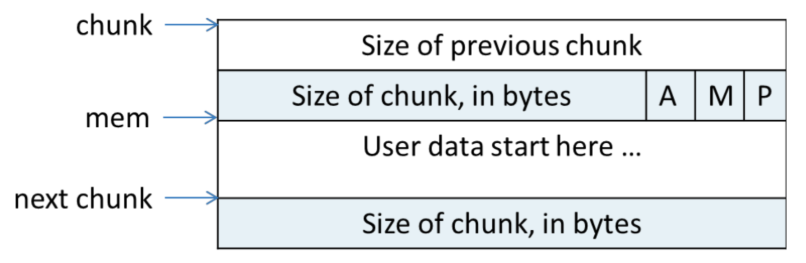 chunk
Size of previous chunk
Size of chunk, in bytes A M P
mem
User data start here ...
next chunk
Size of chunk, in bytes